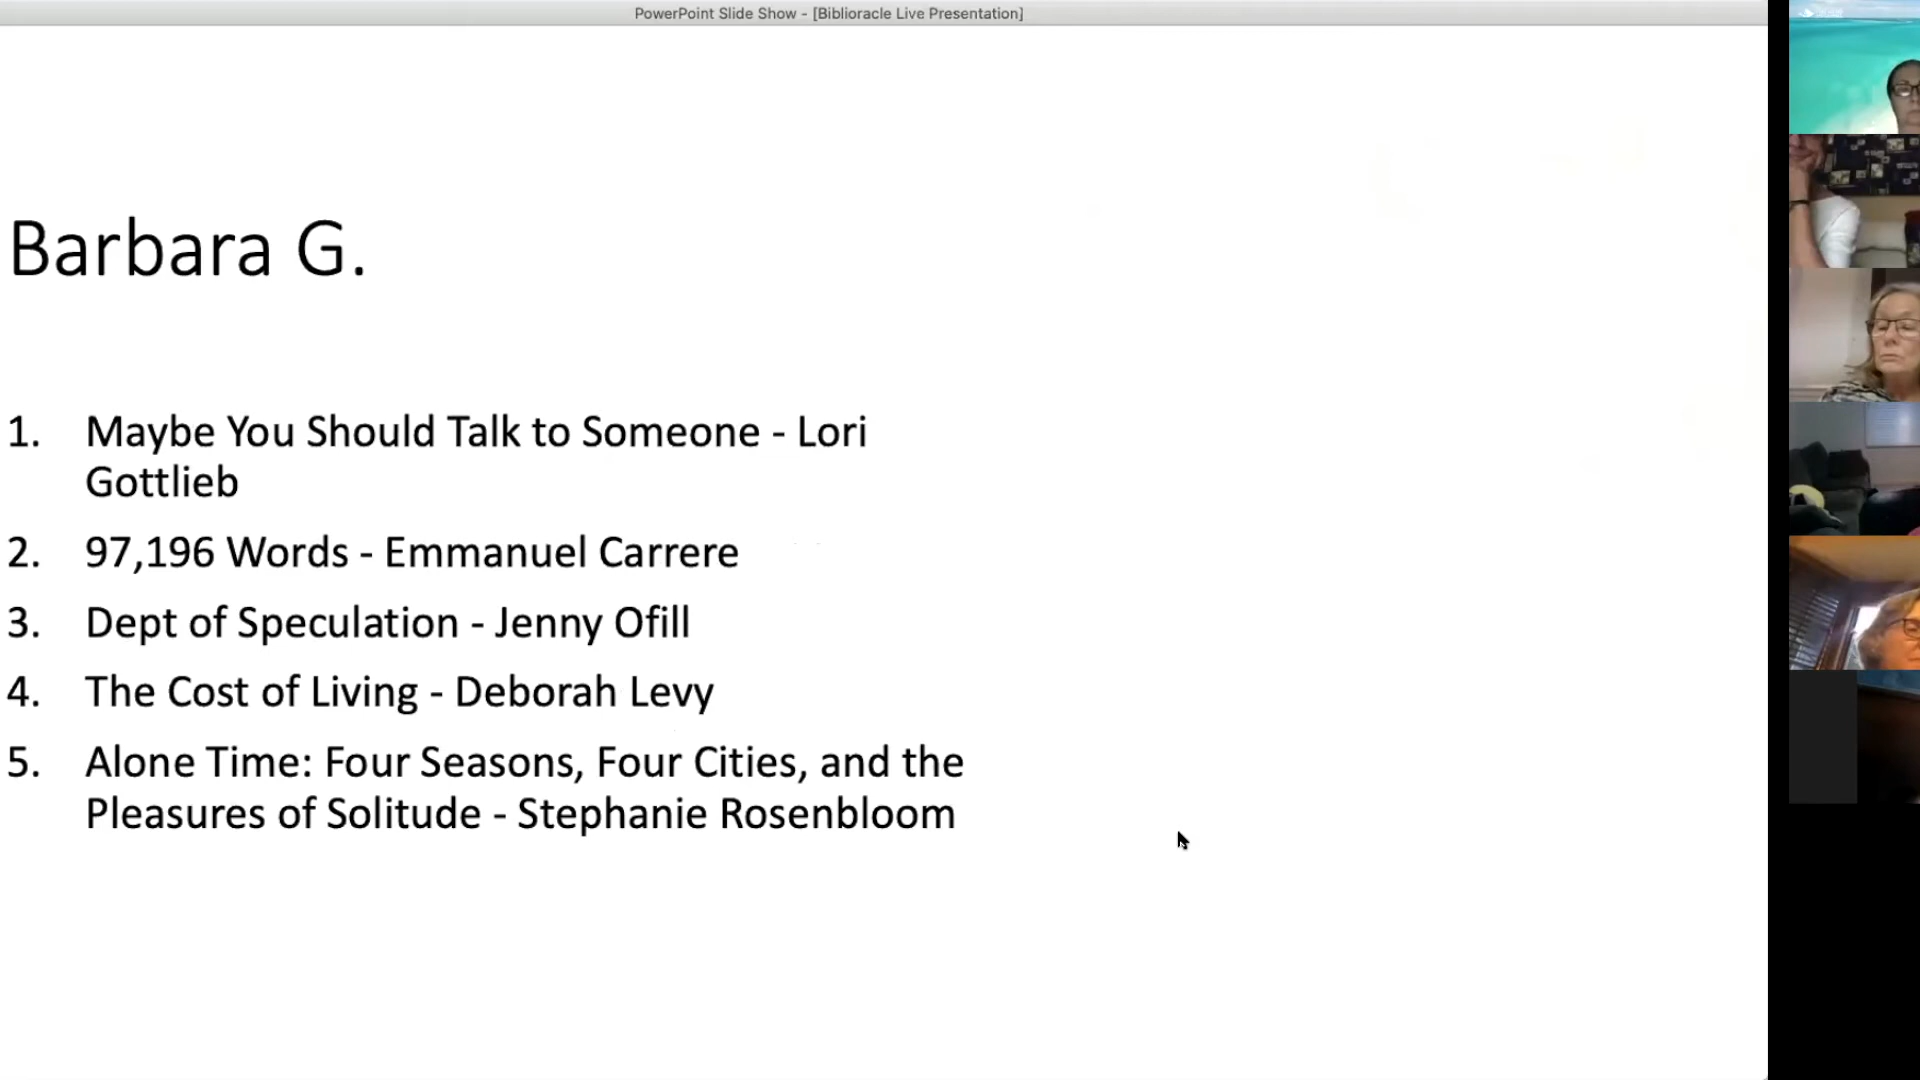 PowerPoint Slide Show - [Biblioracle Live Presentation]
Barbara G.
1. Maybe You Should Talk to Someone - Lori
Gottlieb
2. 97,196 Words - Emmanuel Carrere
3. Dept of Speculation - Jenny Ofill
4. The Cost of Living - Deborah Levy
5. Alone Time: Four Seasons, Four Cities, and the
Pleasures of Solitude - Stephanie Rosenbloom